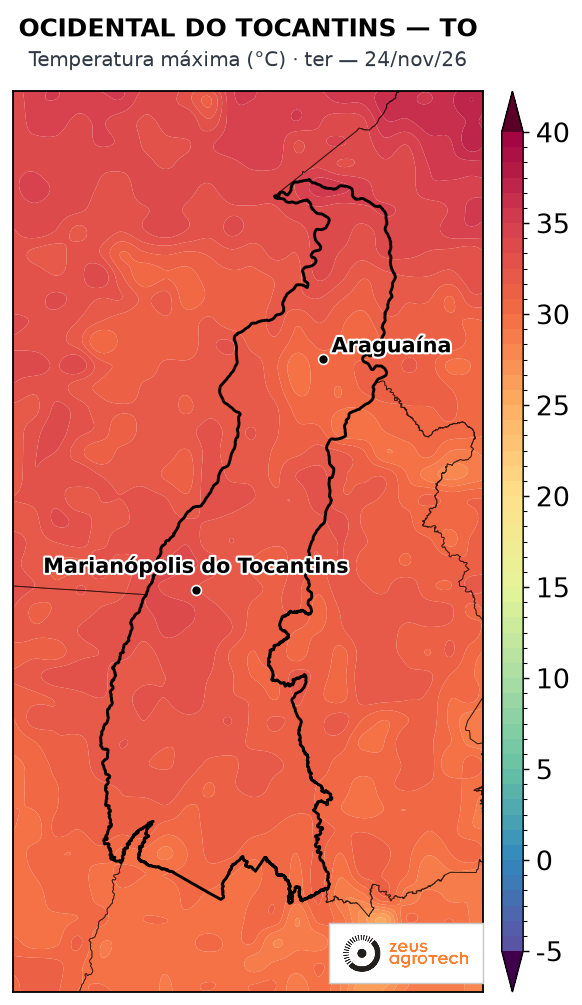 OCIDENTAL DO TOCANTINS — TO
Temperatura máxima (°C) · ter — 24/nov/26
40
35
30
25
20
15
10
5
0
-5
Araguaína
Marianópolis do Tocantins
zeus
agrotech